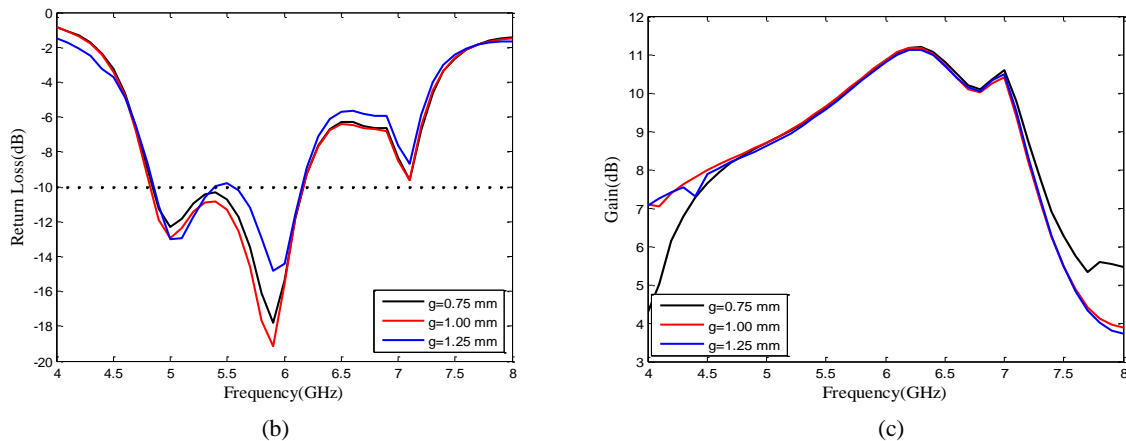 0
-2
-4
-6
-8
-10
-12
-14
-16
-18
-20
Return Loss(dB)
g=0.75 mm
g=1.00 mm
g=1.25 mm
4 4.5 5 5.5 6 6.5 7 7.5 8
Frequency(GHz)
(b)
12
11
10
9
8
7
6
5
4
3
Gain(dB)
g=0.75 mm
g=1.00 mm
g=1.25 mm
4 4.5 5 5.5 6 6.5 7 7.5 8
Frequency(GHz)
(c)